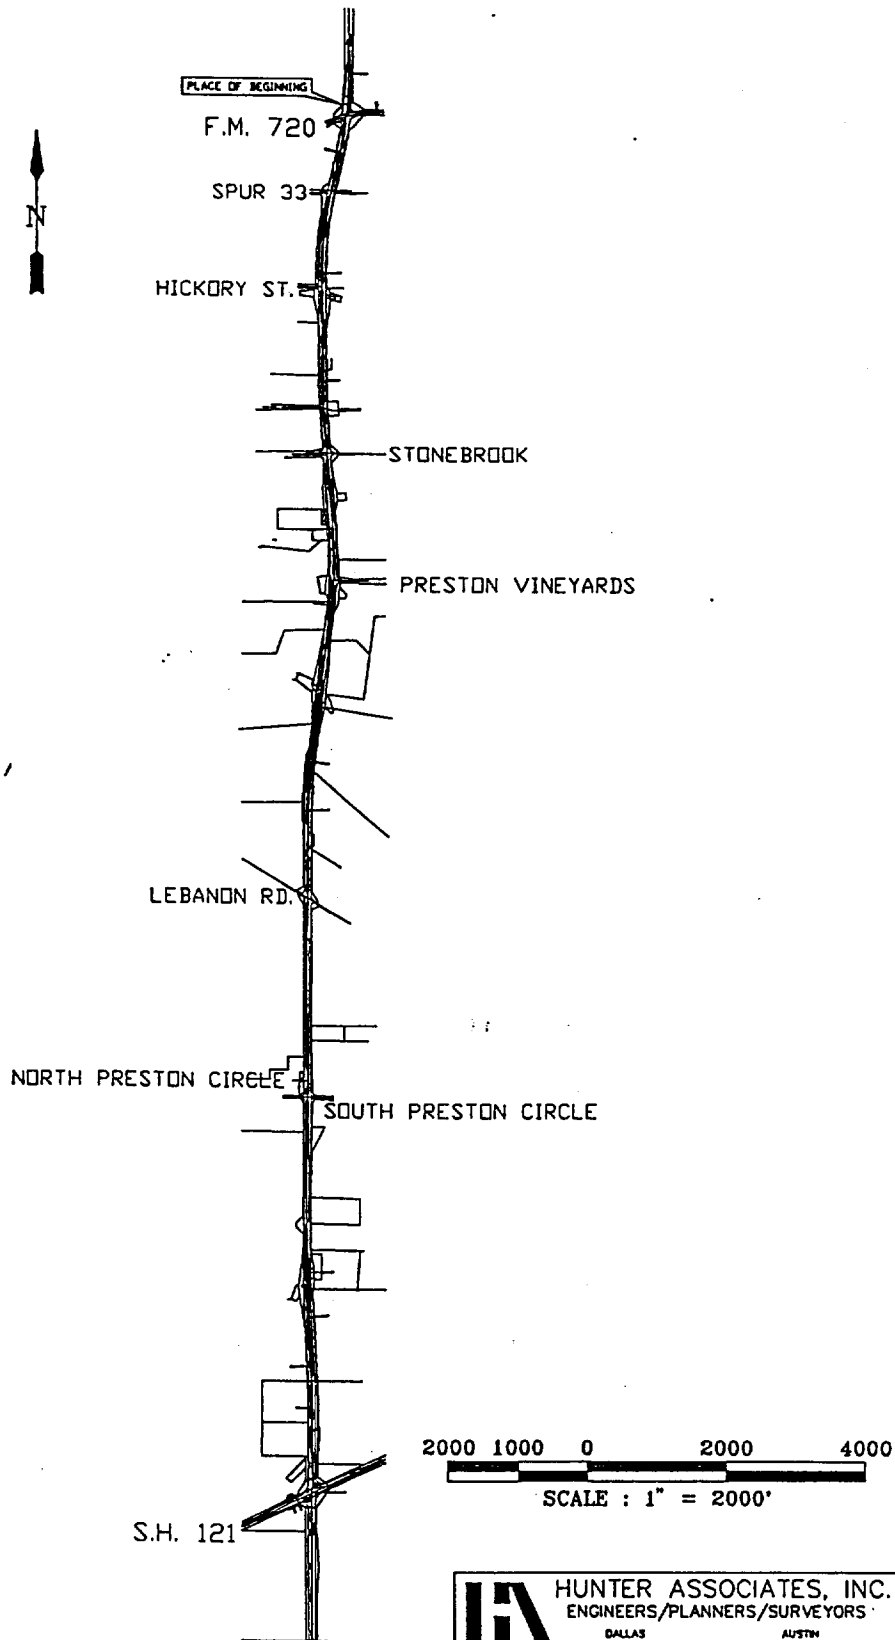 PLACE OF BEGINNING
F.M. 720
N
SPUR 33
HICKORY ST.
STONEBROOK
PRESTON VINEYARDS
LEBANON RD.
NORTH PRESTON CIRCLE
SOUTH PRESTON CIRCLE
2000 1000 0 2000 4000
SCALE : 1" = 2000'
S.H. 121
HUNTER ASSOCIATES, INC.
ENGINEERS/PLANNERS/SURVEYORS
DALLAS AUSTIN